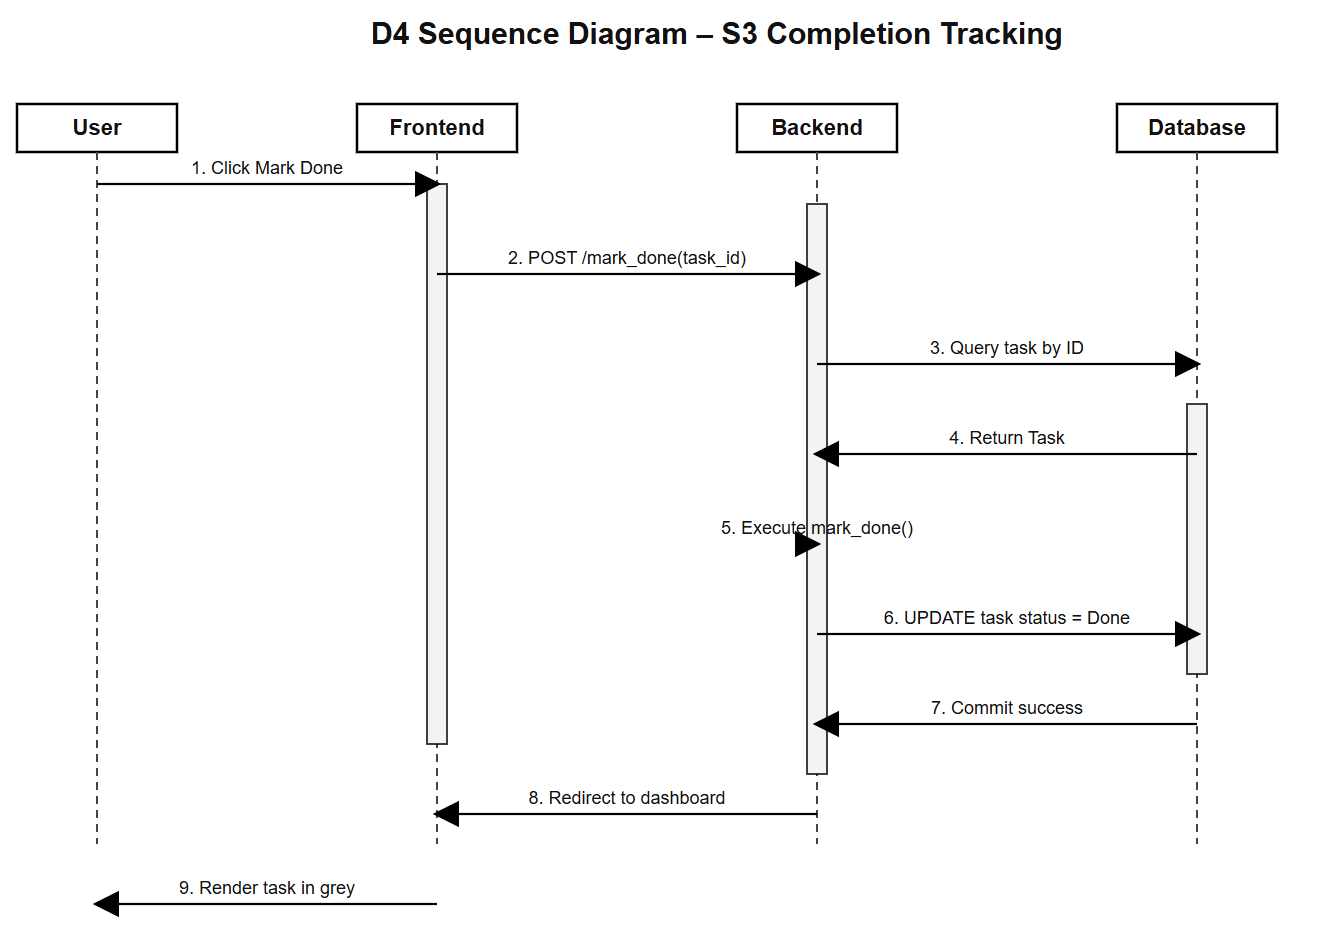 D4 Sequence Diagram – S3 Completion Tracking
User
Frontend
Backend
Database
1. Click Mark Done
2. POST /mark_done(task_id)
3. Query task by ID
4. Return Task
5. Execute mark_done()
6. UPDATE task status = Done
7. Commit success
8. Redirect to dashboard
9. Render task in grey